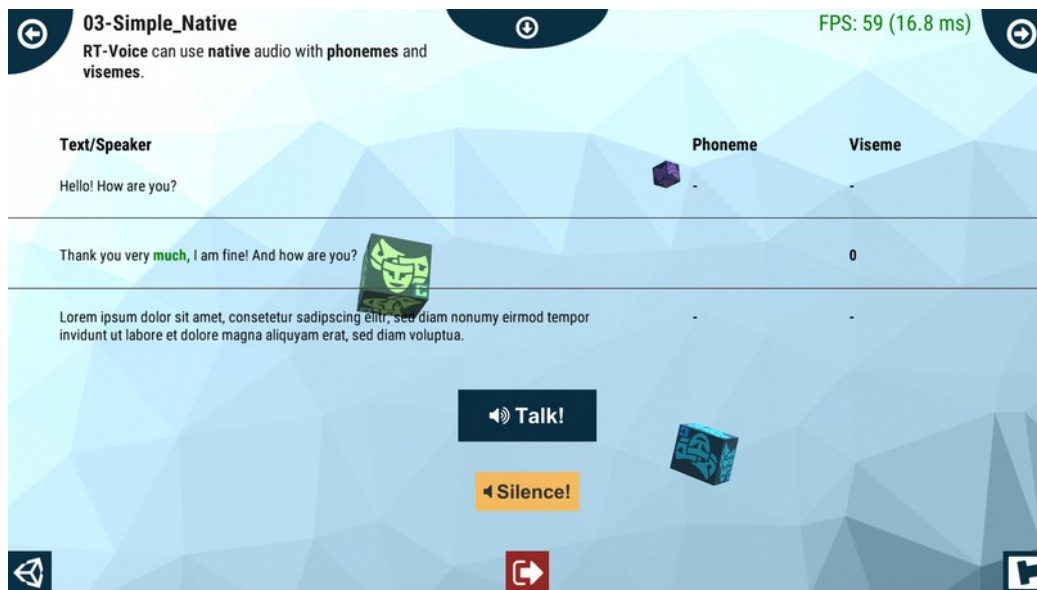 03-Simple_Native
FPS: 59 (16.8 ms)
RT-Voice can use native audio with phonemes and
visemes.
Text/Speaker Phoneme Viseme
Hello! How are you? - -
Thank you very much, I am fine! And how are you? 0
Lorem ipsum dolor sit amet, consetetur sadipscing elitr, sed diam nonumy eirmod tempor - -
invidunt ut labore et dolore magna aliquyam erat, sed diam voluptua.
Talk!
Silence!